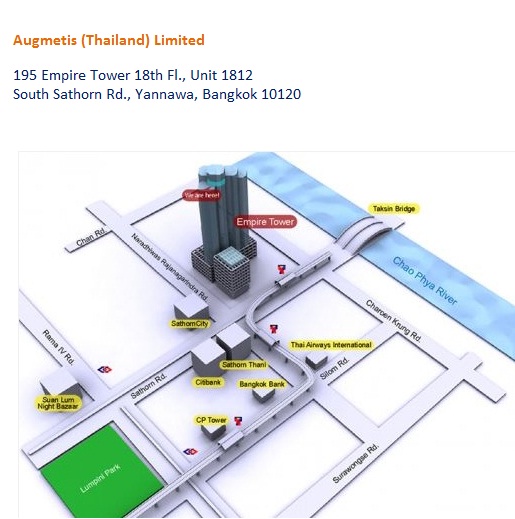 Augmetis (Thailand) Limited
195 Empire Tower 18th Fl., Unit 1812
South Sathorn Rd., Yannawa, Bangkok 10120
We are here!
Empire Tower
Taksin Bridge
Chan Rd.
Naradhiwas Rajanagarindra Rd.
Chao Phya River
Charoen Krung Rd.
SathornCity
Rama IV Rd.
Thai Airways International
Sathorn Thani
Silom Rd.
Citibank
Bangkok Bank
Sathorn Rd.
Suan Lum
Night Bazaar
CP Tower
Surawongse Rd.
Lumpini Park